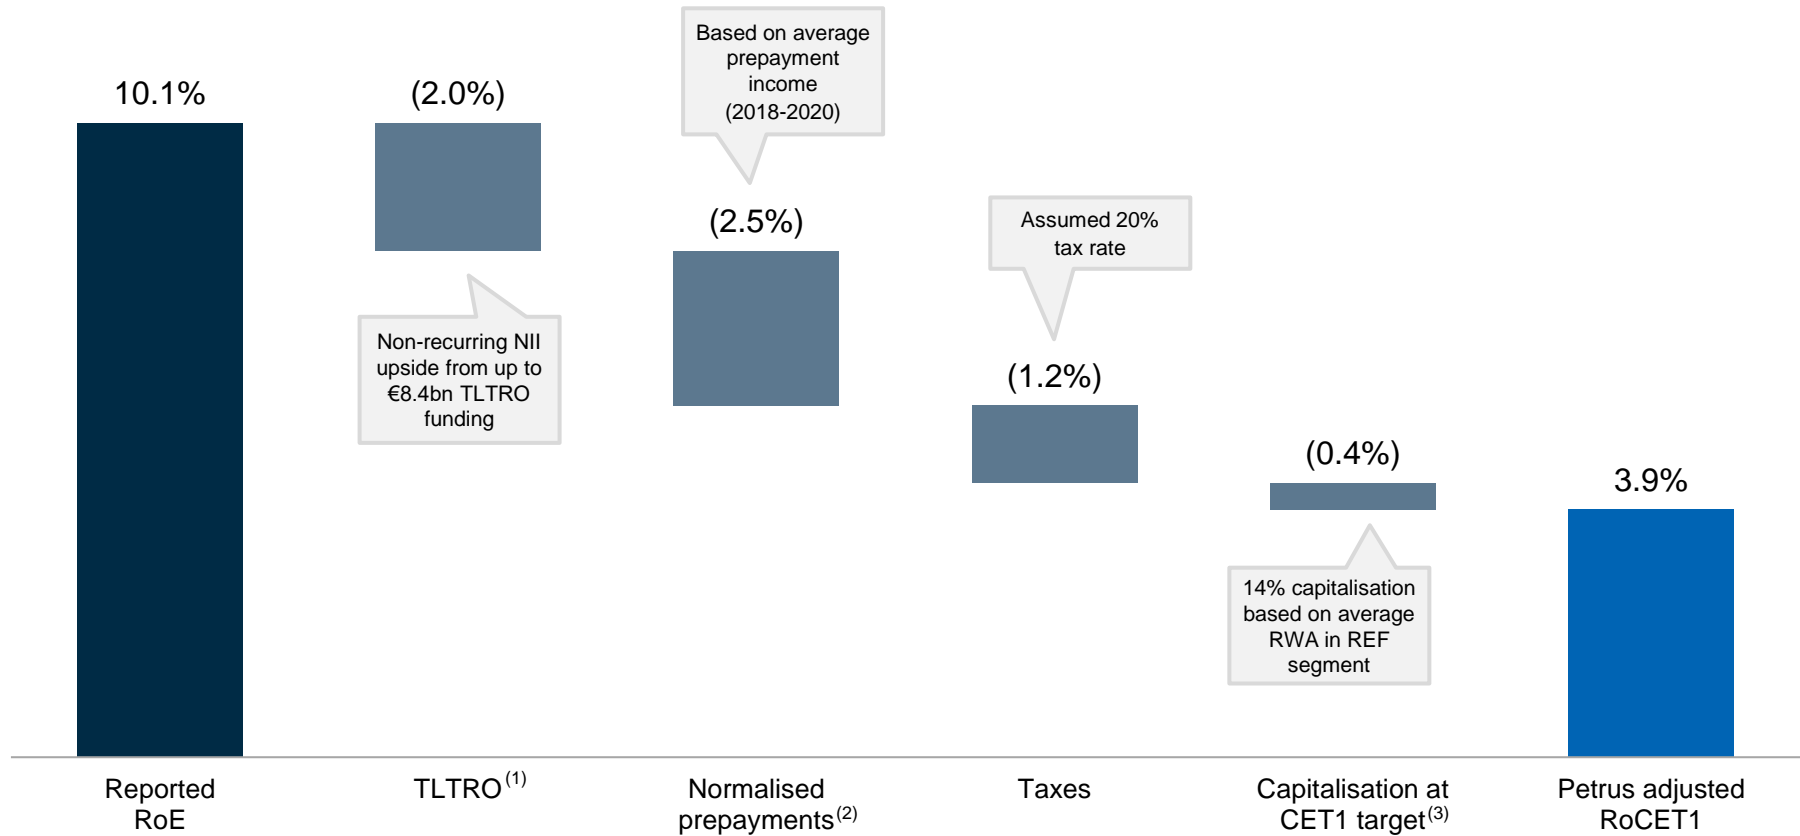 10.1%
(2.0%)
Based on average
prepayment
income
(2018-2020)
(2.5%)
Assumed 20%
tax rate
Non-recurring NII
upside from up to
€8.4bn TLTRO
funding
(1.2%)
(0.4%)
3.9%
14% capitalisation
based on average
RWA in REF
segment
Reported
RoE
TLTRO(1)
Normalised
prepayments(2)
Taxes
Capitalisation at
CET1 target(3)
Petrus adjusted
RoCET1